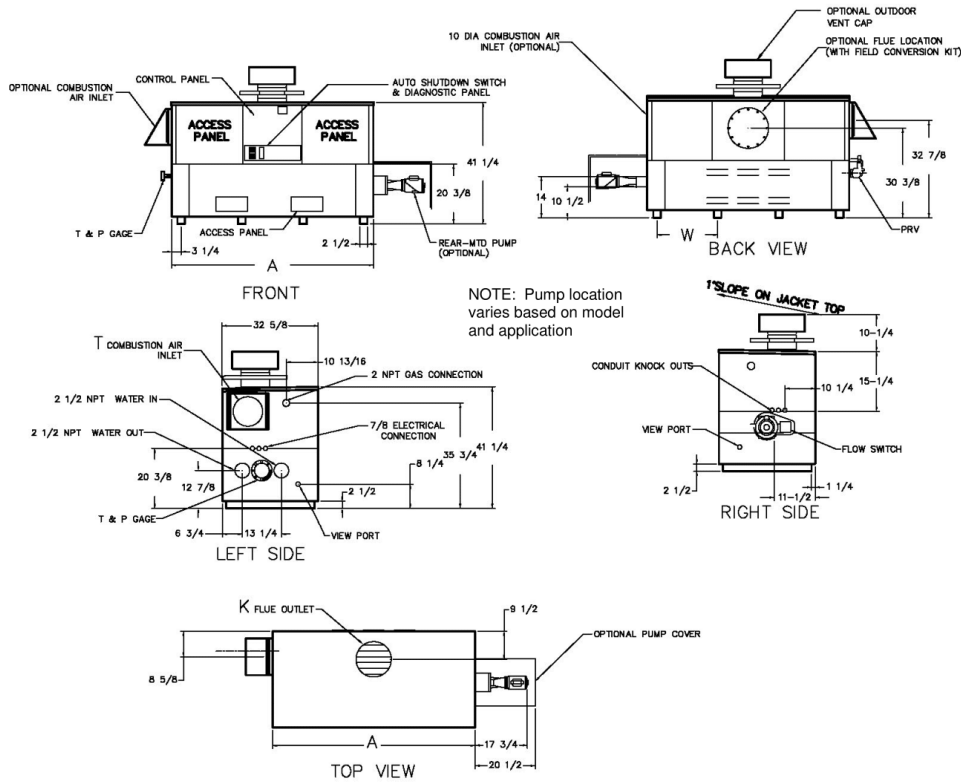 OPTIONAL COMBUSTION
AIR INLET
CONTROL PANEL
AUTO SHUTDOWN SWITCH
& DIAGNOSTIC PANEL
ACCESS
PANEL
ACCESS
PANEL
41 1/4
20 3/8
T & P GAGE
ACCESS PANEL
3 1/4
2 1/2
REAR-MTD PUMP
(OPTIONAL)
A
FRONT
10 DIA COMBUSTION AIR
INLET (OPTIONAL)
OPTIONAL OUTDOOR
VENT CAP
OPTIONAL FLUE LOCATION
(WITH FIELD CONVERSION KIT)
32 7/8
30 3/8
14
10 1/2
W
PRV
BACK VIEW
NOTE: Pump location
varies based on model
and application
32 5/8
T COMBUSTION AIR
INLET
10 13/16
2 NPT GAS CONNECTION
2 1/2 NPT WATER IN
2 1/2 NPT WATER OUT
7/8 ELECTRICAL
CONNECTION
41 1/4
35 3/4
8 1/4
20 3/8
12 7/8
2 1/2
T & P GAGE
6 3/4
13 1/4
VIEW PORT
LEFT SIDE
1"SLOPE ON JACKET TOP
10-1/4
CONDUIT KNOCK OUTS
15-1/4
10 1/4
VIEW PORT
FLOW SWITCH
2 1/2
1 1/4
11-1/2
RIGHT SIDE
K FLUE OUTLET
9 1/2
OPTIONAL PUMP COVER
8 5/8
A
17 3/4
20 1/2
TOP VIEW